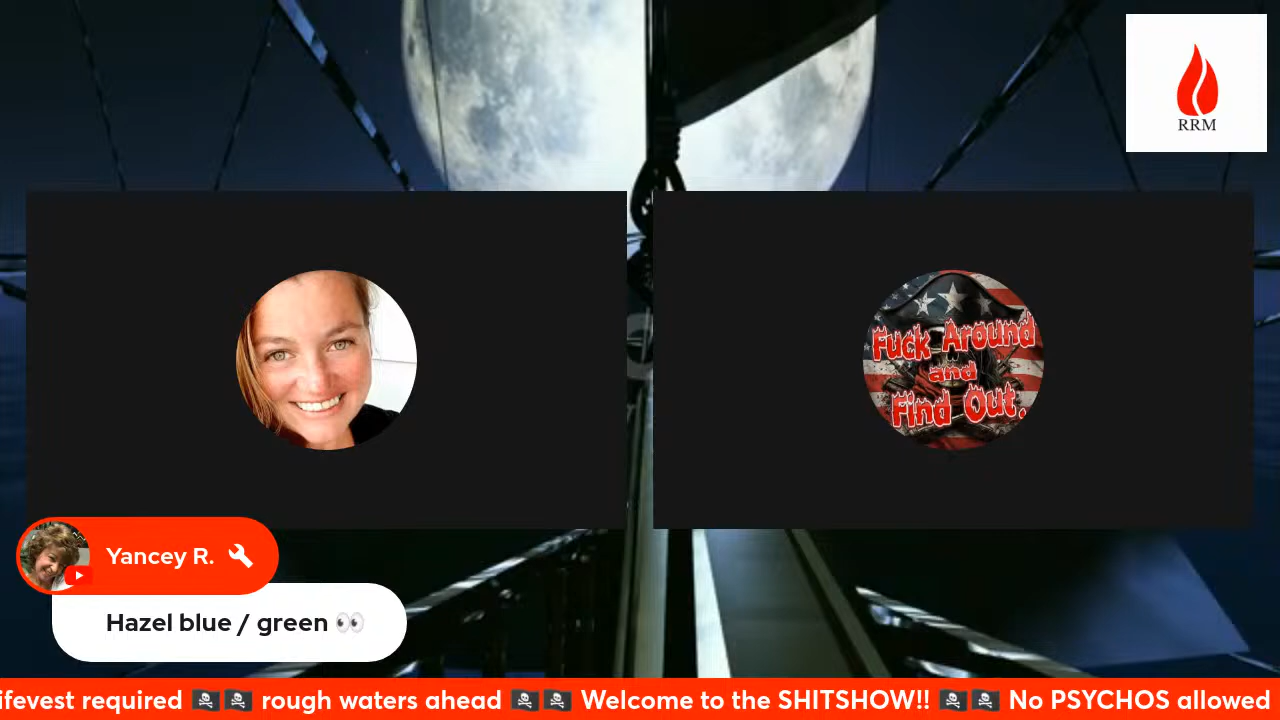 RRM
Fuck Around
and
Find Out.
Yancey R.
Hazel blue / green 👀
ifevest required 🏴‍☠️🏴‍☠️ rough waters ahead 🏴‍☠️🏴‍☠️ Welcome to the SHITSHOW!! 🏴‍☠️🏴‍☠️ No PSYCHOS allowed